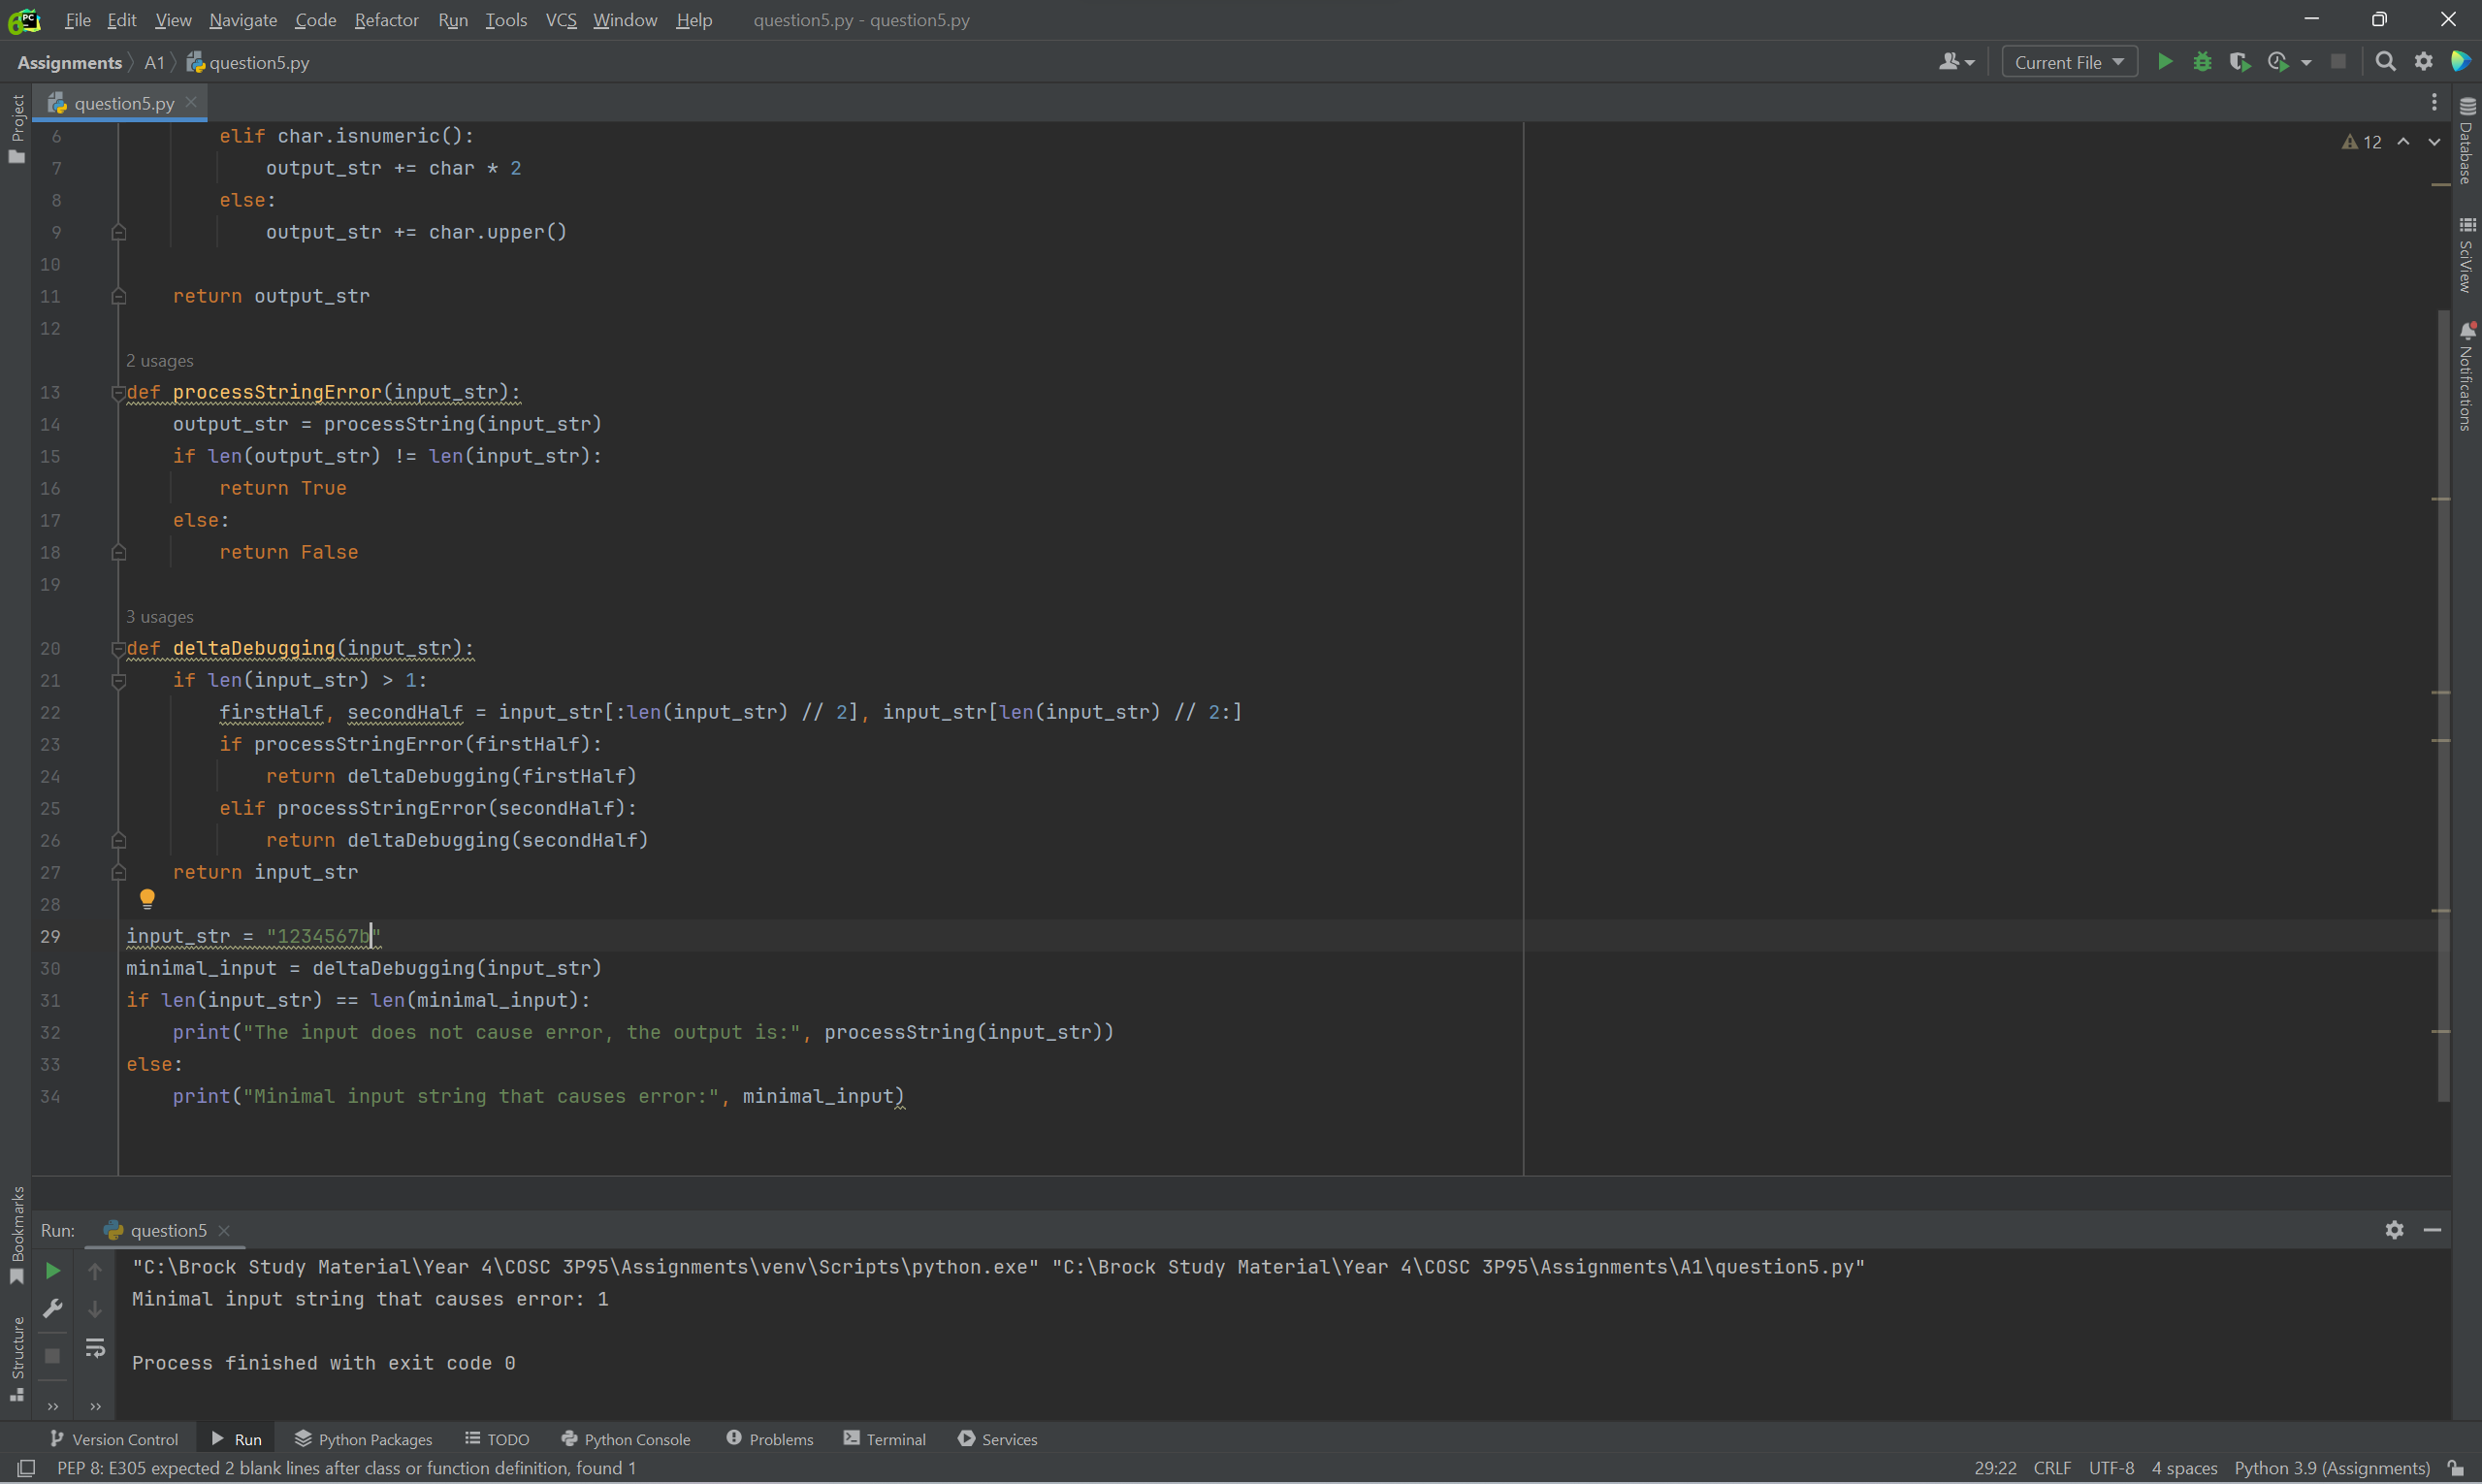 File Edit View Navigate Code Refactor Run Tools VCS Window Help question5.py - question5.py
Assignments A1 question5.py Current File
Project question5.py
12
Database
SciView
Notifications
6 elif char.isnumeric():
7 output_str += char * 2
8 else:
9 output_str += char.upper()
10
11 return output_str
12
2 usages
13 def processStringError(input_str):
14 output_str = processString(input_str)
15 if len(output_str) != len(input_str):
16 return True
17 else:
18 return False
19
3 usages
20 def deltaDebugging(input_str):
21 if len(input_str) > 1:
22 firstHalf, secondHalf = input_str[:len(input_str) // 2], input_str[len(input_str) // 2:]
23 if processStringError(firstHalf):
24 return deltaDebugging(firstHalf)
25 elif processStringError(secondHalf):
26 return deltaDebugging(secondHalf)
27 return input_str
28
29 input_str = "1234567b"
30 minimal_input = deltaDebugging(input_str)
31 if len(input_str) == len(minimal_input):
32 print("The input does not cause error, the output is:", processString(input_str))
33 else:
34 print("Minimal input string that causes error:", minimal_input)
Bookmarks
Structure
Run: question5
"C:\Brock Study Material\Year 4\COSC 3P95\Assignments\venv\Scripts\python.exe" "C:\Brock Study Material\Year 4\COSC 3P95\Assignments\A1\question5.py"
Minimal input string that causes error: 1
Process finished with exit code 0
Version Control Run Python Packages TODO Python Console Problems Terminal Services
PEP 8: E305 expected 2 blank lines after class or function definition, found 1 29:22 CRLF UTF-8 4 spaces Python 3.9 (Assignments)